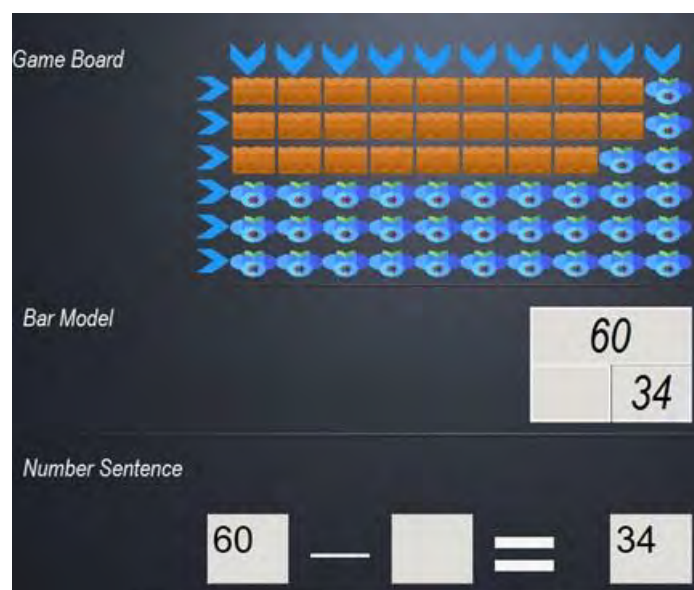 Game Board
Bar Model
60
34
Number Sentence
60 — = 34